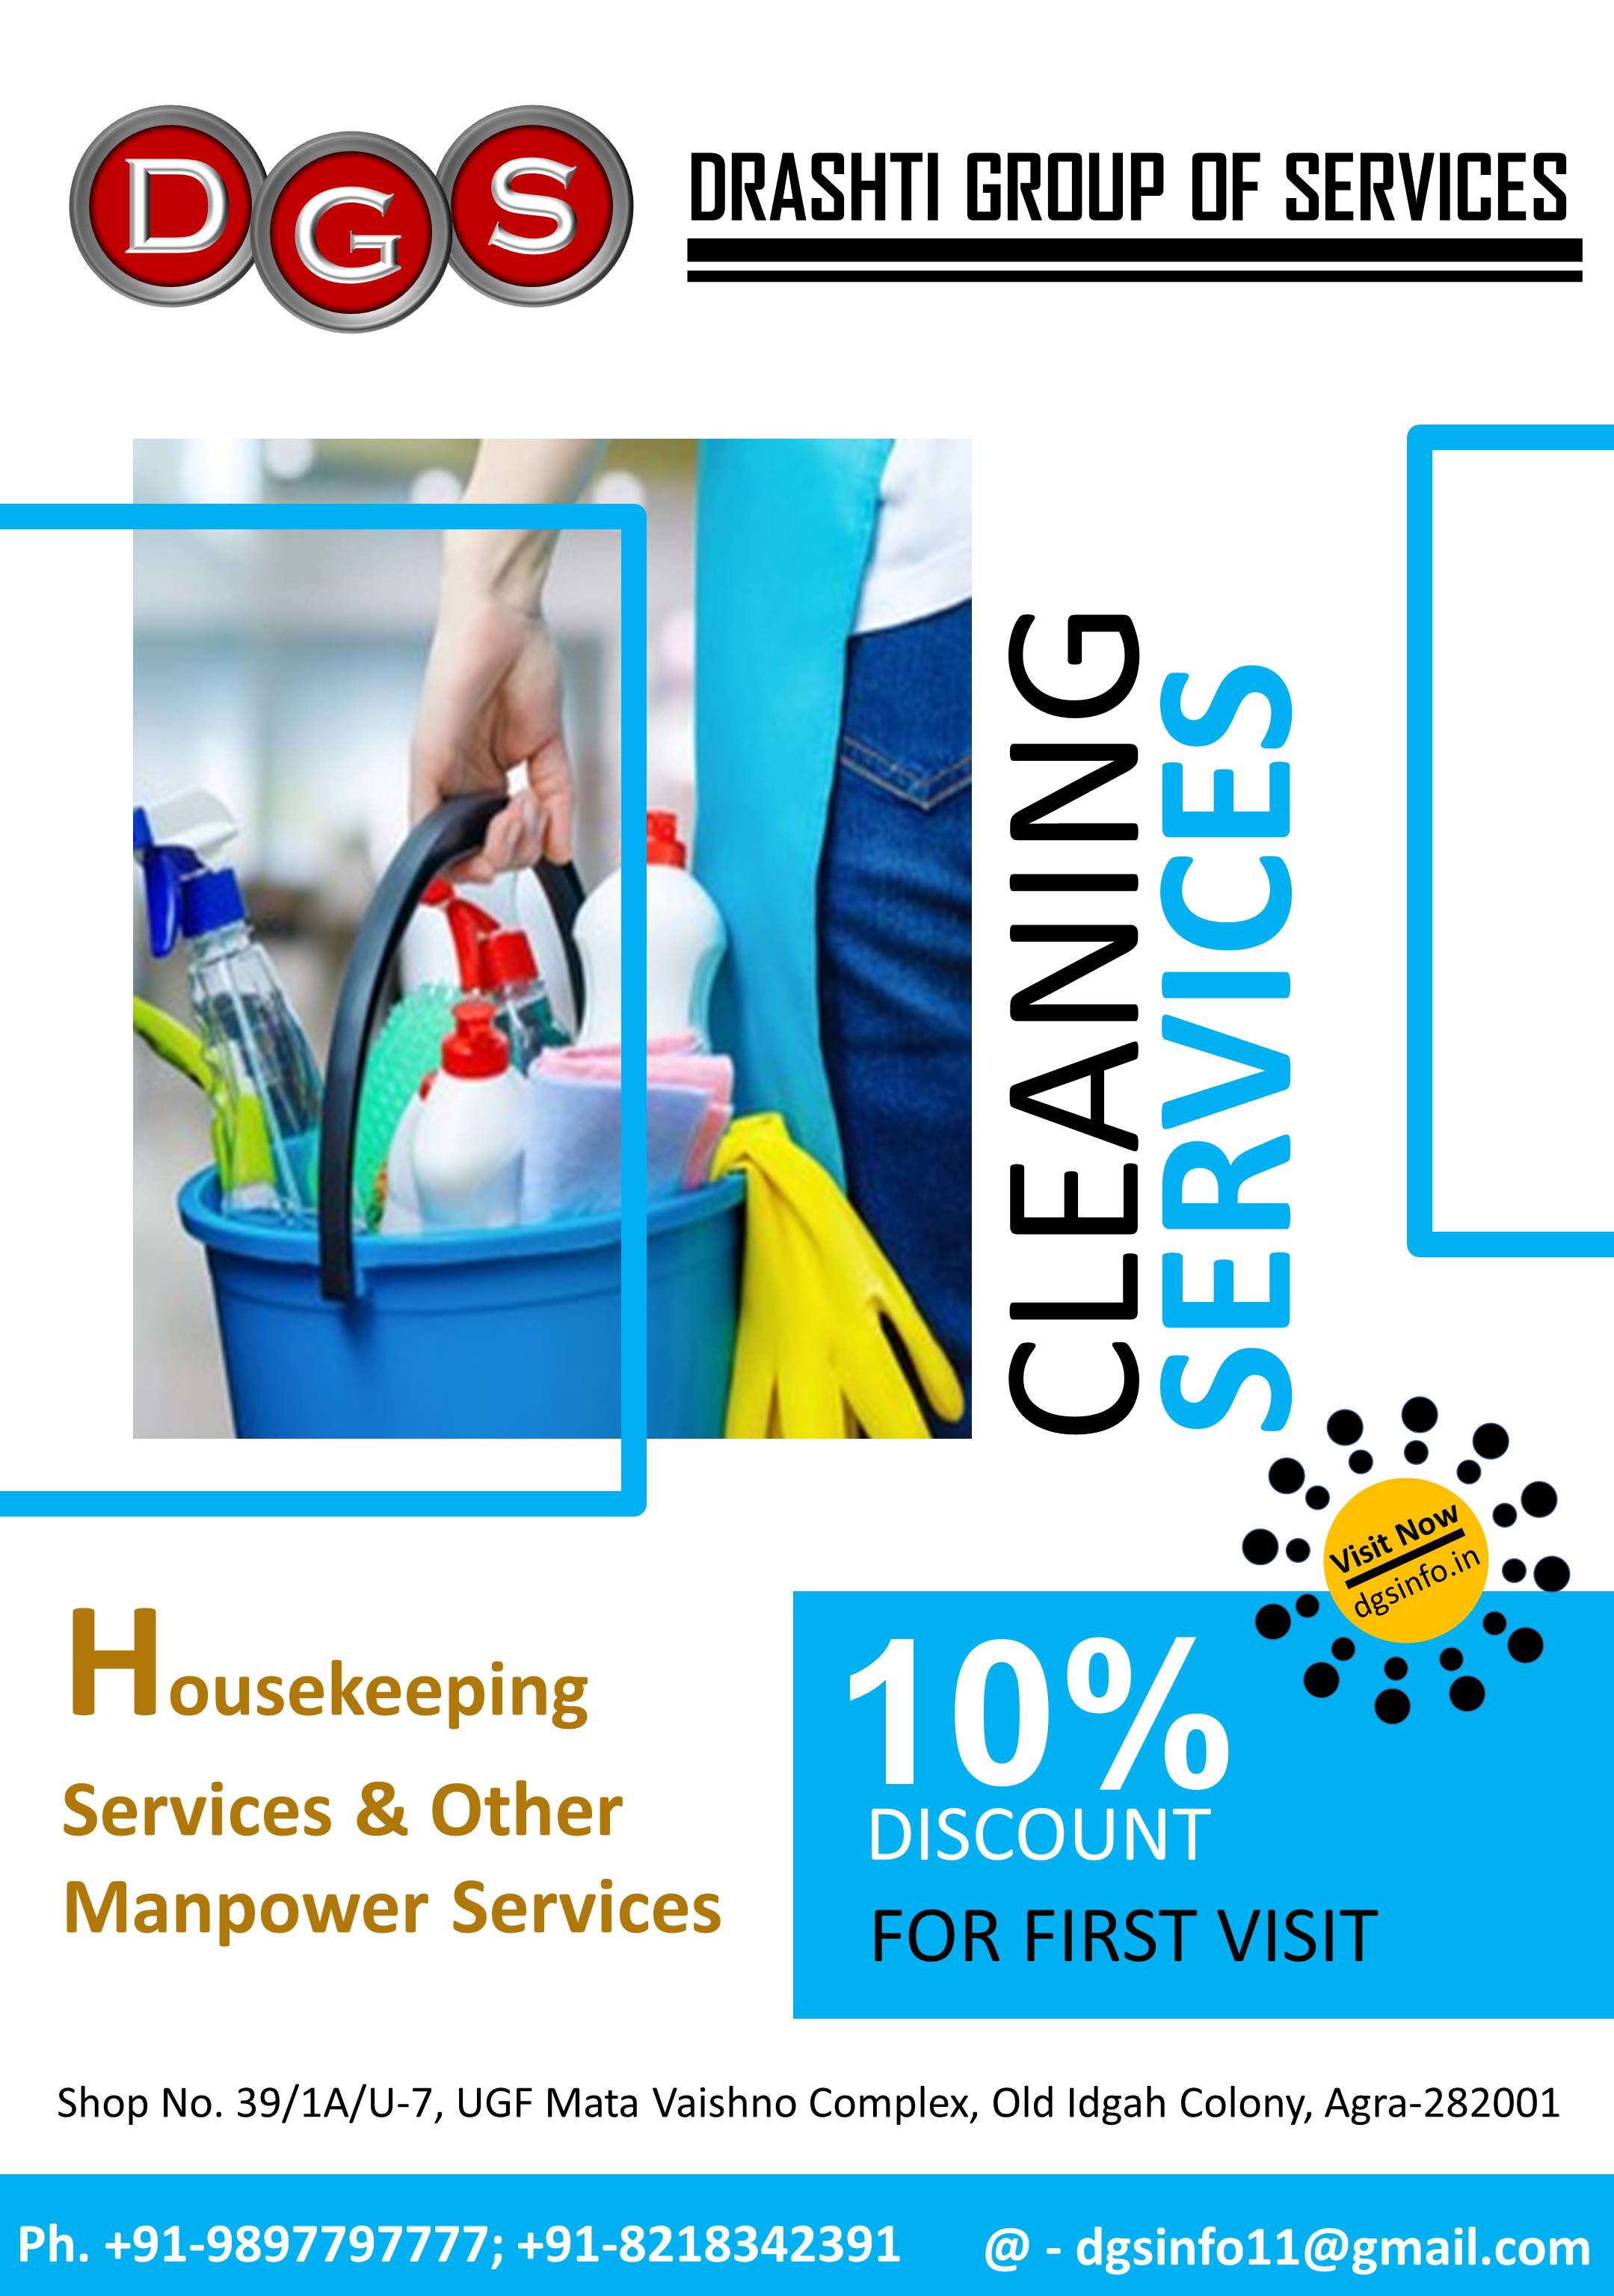 D G S
DRASHTI GROUP OF SERVICES
CLEANING
SERVICES
Visit Now
dgsinfo.in
Housekeeping
Services & Other
Manpower Services
10%
DISCOUNT
FOR FIRST VISIT
Shop No. 39/1A/U-7, UGF Mata Vaishno Complex, Old Idgah Colony, Agra-282001
Ph. +91-9897797777; +91-8218342391 @ - dgsinfo11@gmail.com